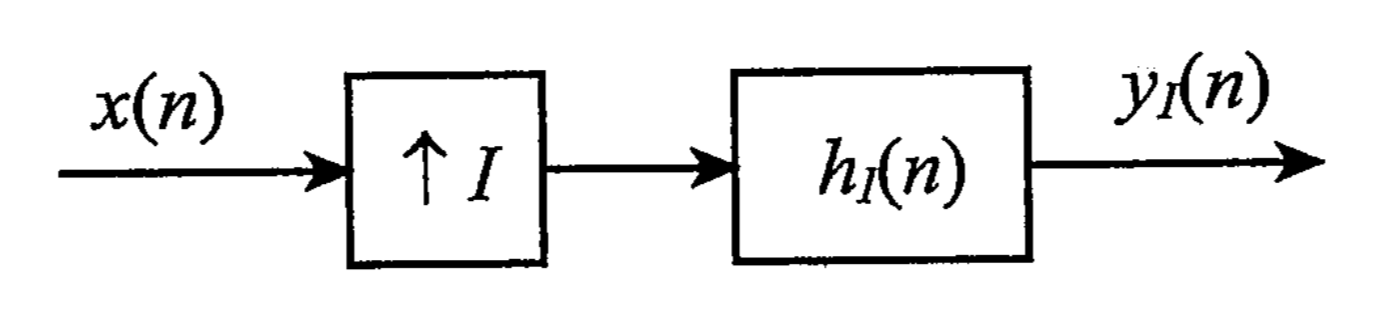 x(n)
↑ I
h_I(n)
y_I(n)